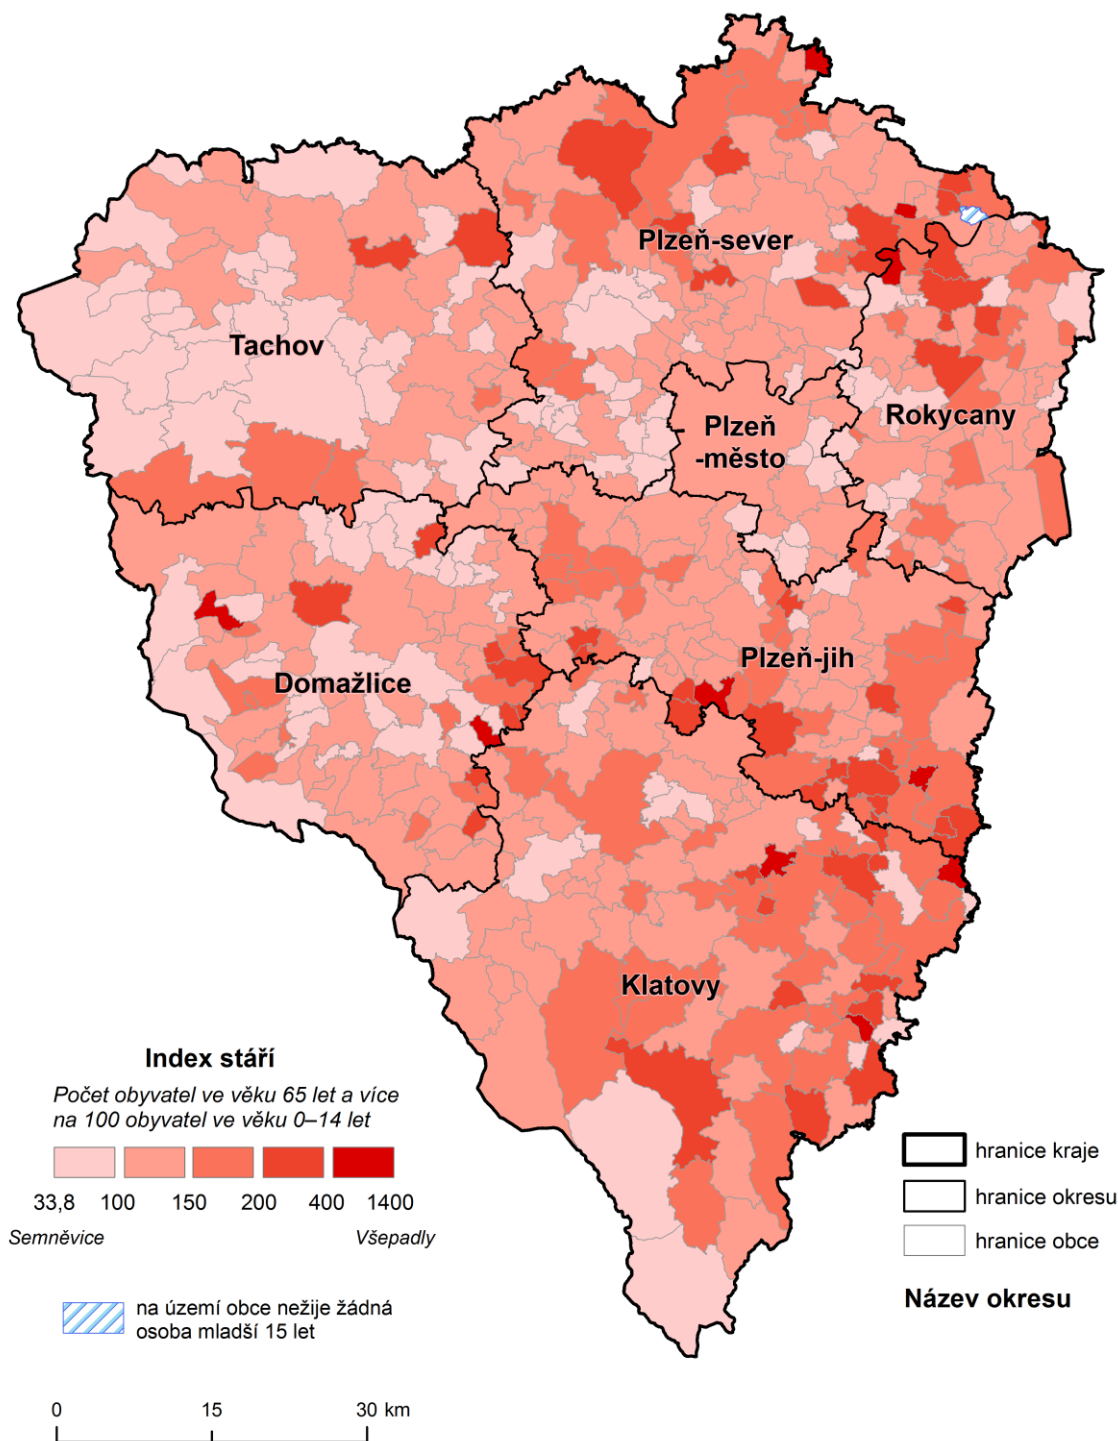 Plzeň-sever
Tachov
Rokycany
Plzeň
-město
Plzeň-jih
Domažlice
Klatovy
Index stáří
Počet obyvatel ve věku 65 let a více
na 100 obyvatel ve věku 0–14 let
33,8 100 150 200 400 1400
Semněvice Všepadly
na území obce nežije žádná
osoba mladší 15 let
0 15 30 km
hranice kraje
hranice okresu
hranice obce
Název okresu